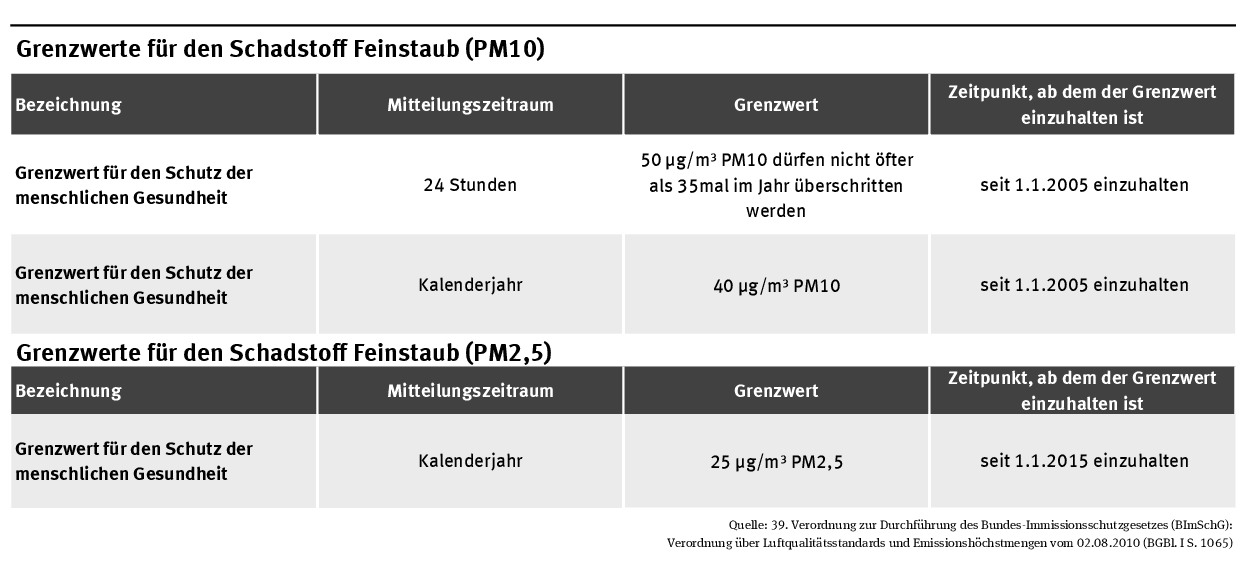 Grenzwerte für den Schadstoff Feinstaub (PM10)
Bezeichnung
Mitteilungszeitraum
Grenzwert
Zeitpunkt, ab dem der Grenzwert
einzuhalten ist
Grenzwert für den Schutz der
menschlichen Gesundheit
24 Stunden
50 µg/m³ PM10 dürfen nicht öfter
als 35mal im Jahr überschritten
werden
seit 1.1.2005 einzuhalten
Grenzwert für den Schutz der
menschlichen Gesundheit
Kalenderjahr
40 µg/m³ PM10
seit 1.1.2005 einzuhalten
Grenzwerte für den Schadstoff Feinstaub (PM2,5)
Bezeichnung
Mitteilungszeitraum
Grenzwert
Zeitpunkt, ab dem der Grenzwert
einzuhalten ist
Grenzwert für den Schutz der
menschlichen Gesundheit
Kalenderjahr
25 µg/m³ PM2,5
seit 1.1.2015 einzuhalten
Quelle: 39. Verordnung zur Durchführung des Bundes-Immissionsschutzgesetzes (BImSchG):
Verordnung über Luftqualitätsstandards und Emissionshöchstmengen vom 02.08.2010 (BGBl. I S. 1065)